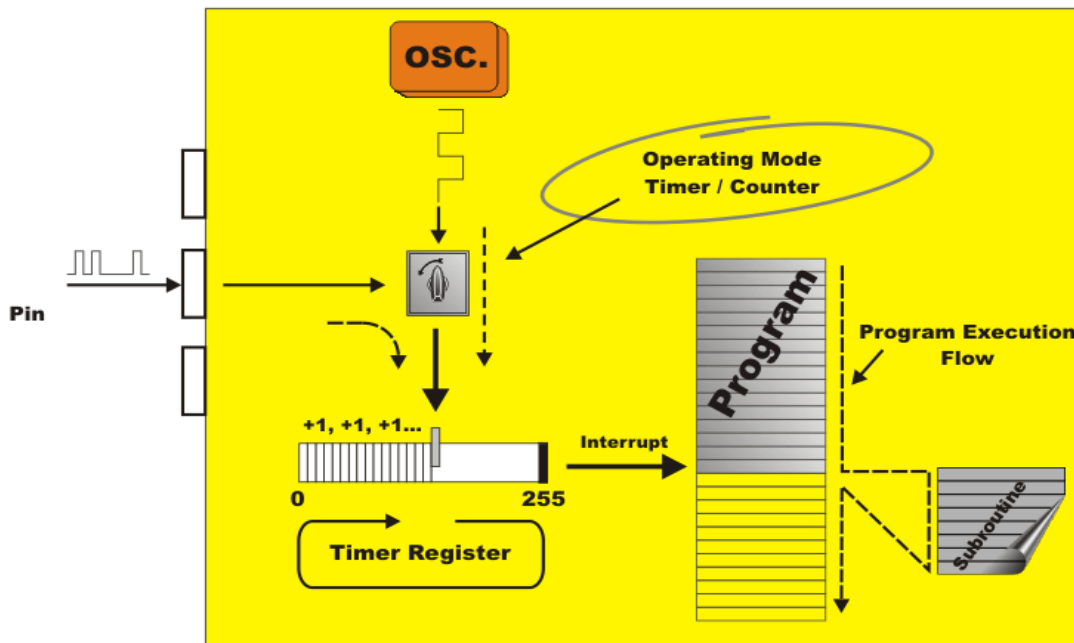 OSC.
Operating Mode
Timer / Counter
Pin
Program
Program Execution
Flow
+1, +1, +1...
Interrupt
0
255
Timer Register
Subroutine